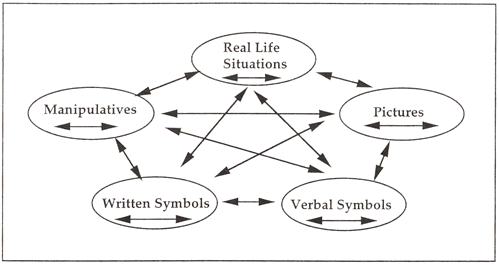 Real Life
Situations
Manipulatives
Pictures
Written Symbols
Verbal Symbols